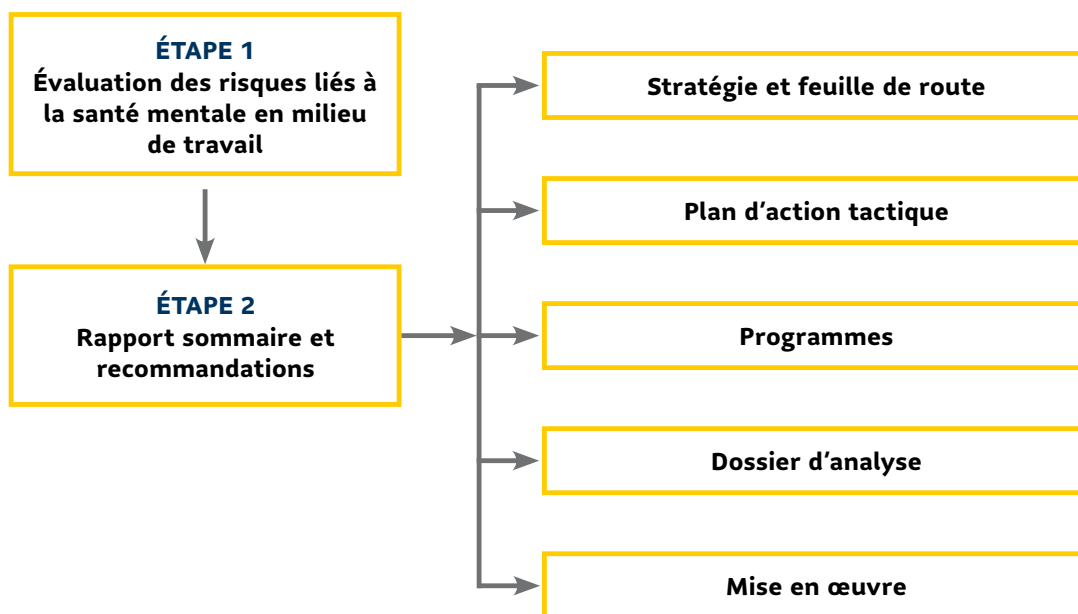 ÉTAPE 1
Évaluation des risques liés à
la santé mentale en milieu
de travail
ÉTAPE 2
Rapport sommaire et
recommandations
Stratégie et feuille de route
Plan d’action tactique
Programmes
Dossier d’analyse
Mise en œuvre